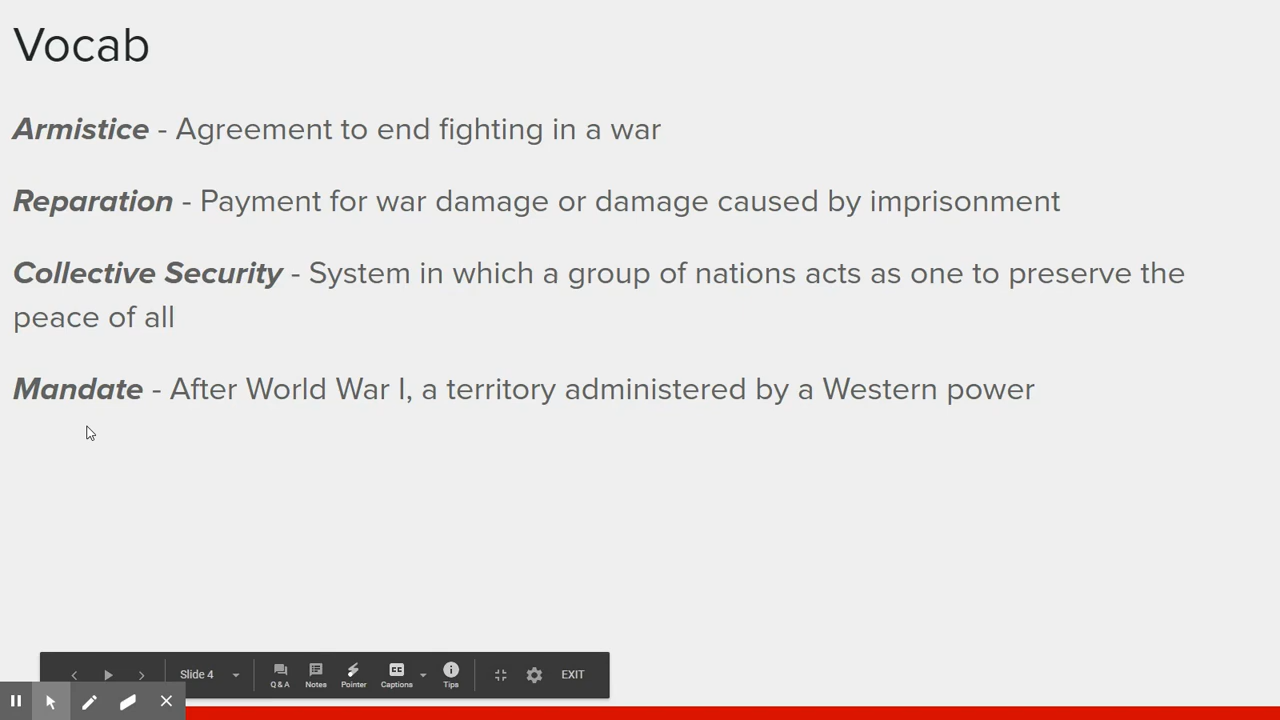 Vocab
Armistice - Agreement to end fighting in a war
Reparation - Payment for war damage or damage caused by imprisonment
Collective Security - System in which a group of nations acts as one to preserve the
peace of all
Mandate - After World War I, a territory administered by a Western power
Slide 4
Q & A Notes Pointer CC Captions Tips EXIT